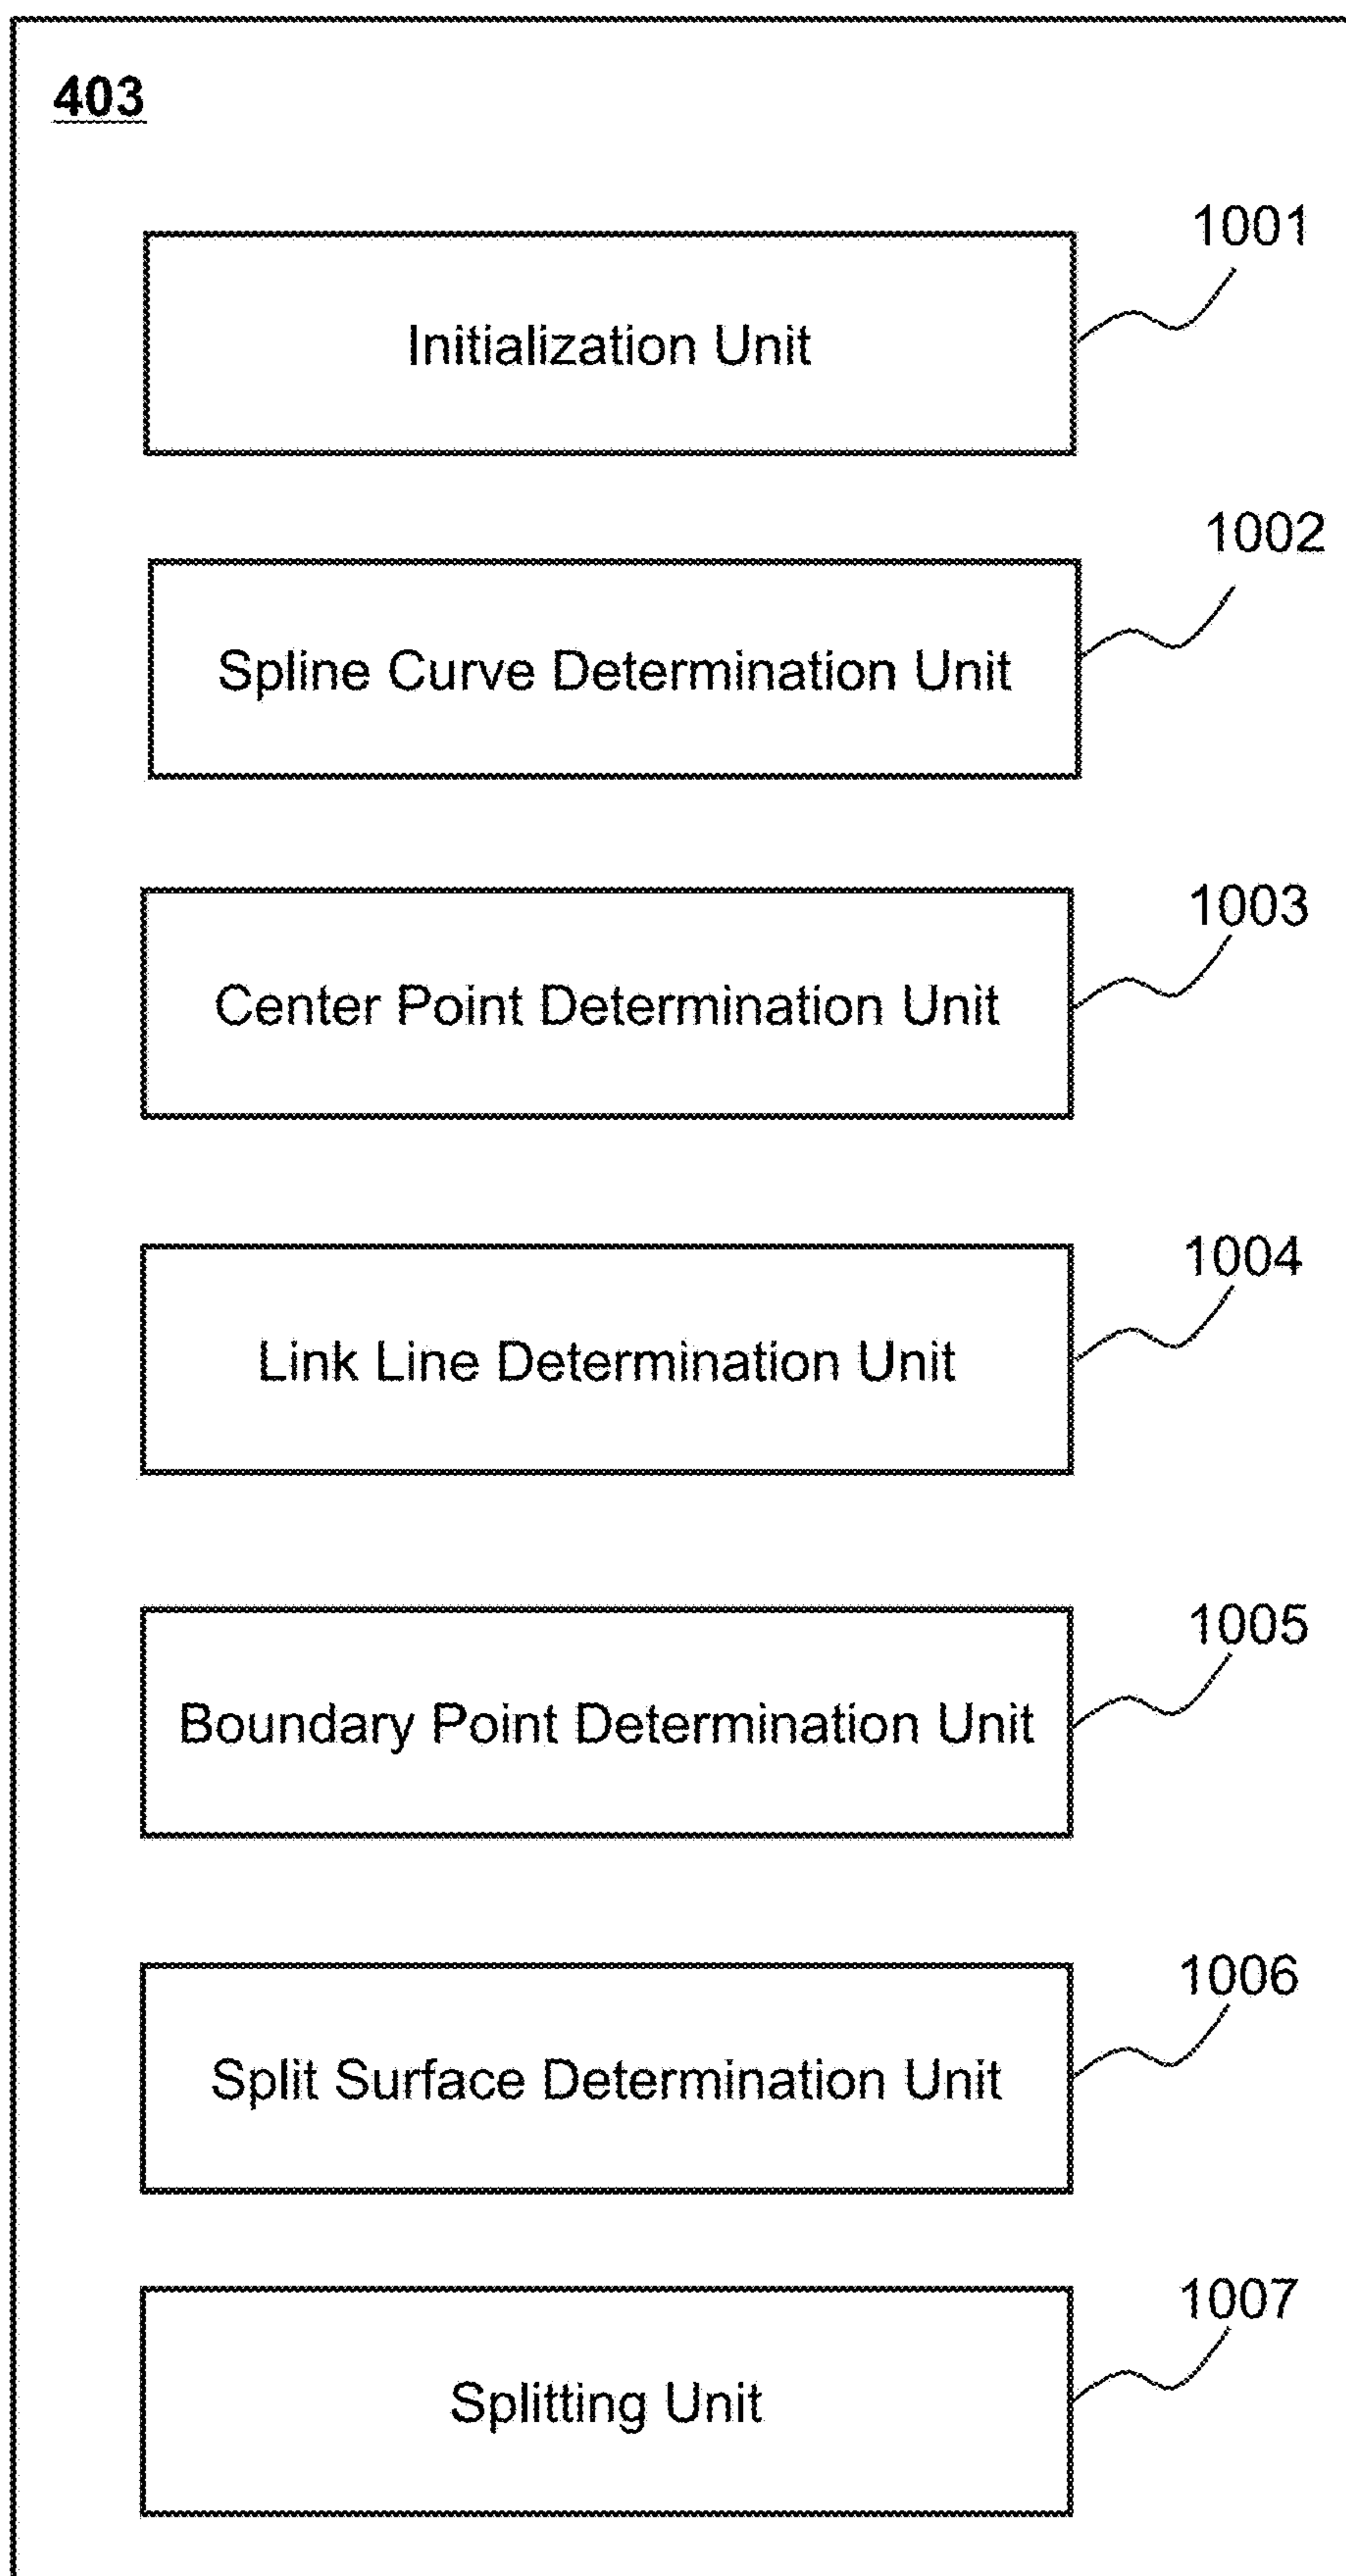 403
1001
Initialization Unit
1002
Spline Curve Determination Unit
1003
Center Point Determination Unit
1004
Link Line Determination Unit
1005
Boundary Point Determination Unit
1006
Split Surface Determination Unit
1007
Splitting Unit